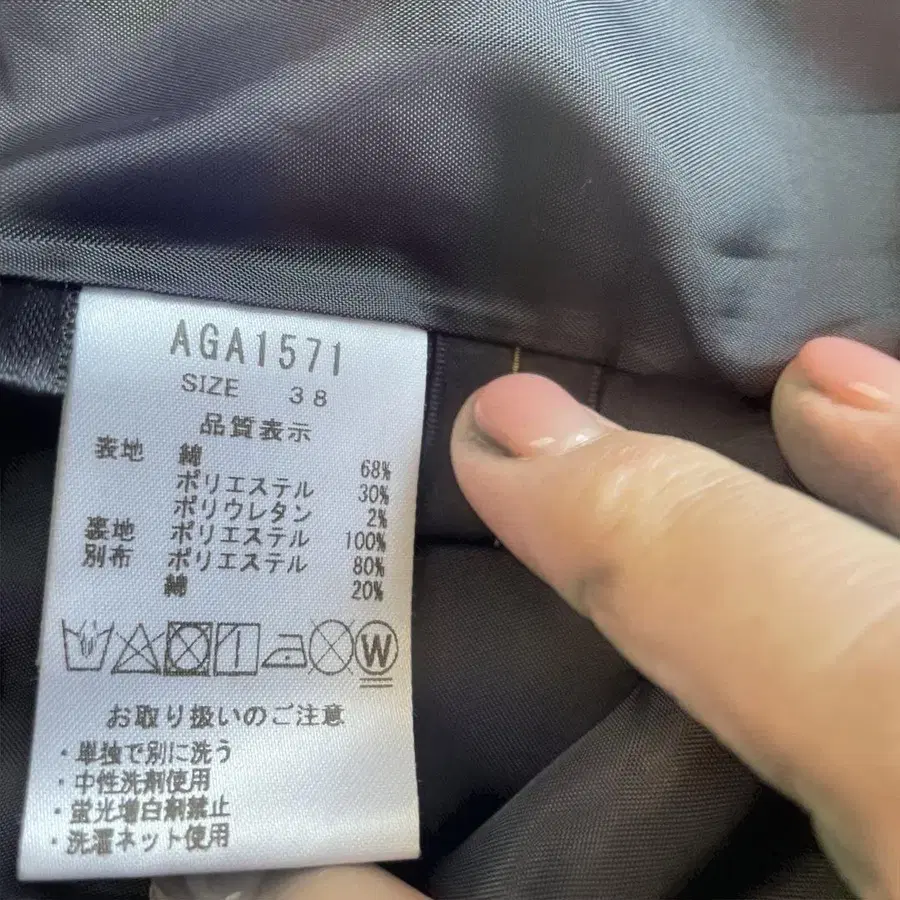 AGA1571
SIZE 38
品質表示
表地 綿 68%
ポリエステル 30%
ポリウレタン 2%
裏地 ポリエステル 100%
別布 ポリエステル 80%
綿 20%
W
お取り扱いのご注意
・単独で別に洗う
・中性洗剤使用
・蛍光増白剤禁止
・洗濯ネット使用